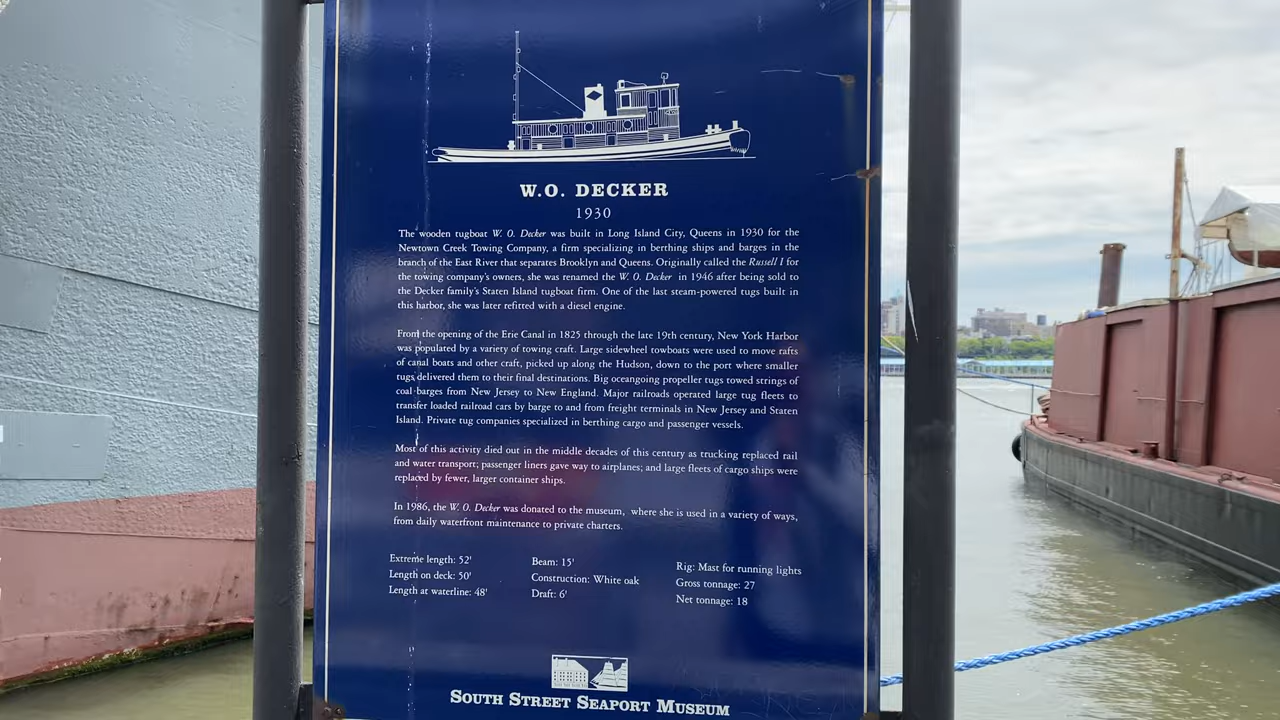 W.O. DECKER
1930
The wooden tugboat W. O. Decker was built in Long Island City, Queens in 1930 for the
Newtown Creek Towing Company, a firm specializing in berthing ships and barges in the
branch of the East River that separates Brooklyn and Queens. Originally called the Russell I for
the towing company's owners, she was renamed the W. O. Decker in 1946 after being sold to
the Decker family's Staten Island tugboat firm. One of the last steam-powered tugs built in
this harbor, she was later refitted with a diesel engine.
From the opening of the Erie Canal in 1825 through the late 19th century, New York Harbor
was populated by a variety of towing craft. Large sidewheel towboats were used to move rafts
of canal boats and other craft, picked up along the Hudson, down to the port where smaller
tugs delivered them to their final destinations. Big oceangoing propeller tugs towed strings of
coal barges from New Jersey to New England. Major railroads operated large tug fleets to
transfer loaded railroad cars by barge to and from freight terminals in New Jersey and Staten
Island. Private tug companies specialized in berthing cargo and passenger vessels.
Most of this activity died out in the middle decades of this century as trucking replaced rail
and water transport; passenger liners gave way to airplanes; and large fleets of cargo ships were
replaced by fewer, larger container ships.
In 1986, the W. O. Decker was donated to the museum, where she is used in a variety of ways,
from daily waterfront maintenance to private charters.
Extreme length: 52'
Length on deck: 50'
Length at waterline: 48'
Beam: 15'
Construction: White oak
Draft: 6'
Rig: Mast for running lights
Gross tonnage: 27
Net tonnage: 18
SOUTH STREET SEAPORT MUSEUM